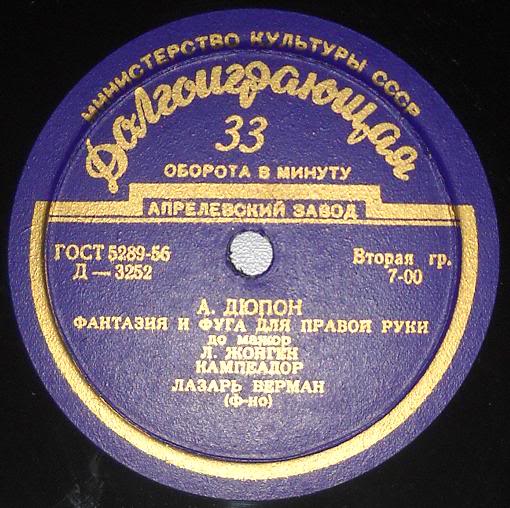 МИНИСТЕРСТВО КУЛЬТУРЫ СССР
Долгоиграющая
33
ОБОРОТА В МИНУТУ
АПРЕЛЕВСКИЙ ЗАВОД
ГОСТ 5289-56
Д — 3252
Вторая гр.
7-00
А. ДЮПОН
ФАНТАЗИЯ И ФУГА ДЛЯ ПРАВОЙ РУКИ
до мажор
Л. ЖОНГЕН
КАМПЕАДОР
ЛАЗАРЬ БЕРМАН
(ф-но)